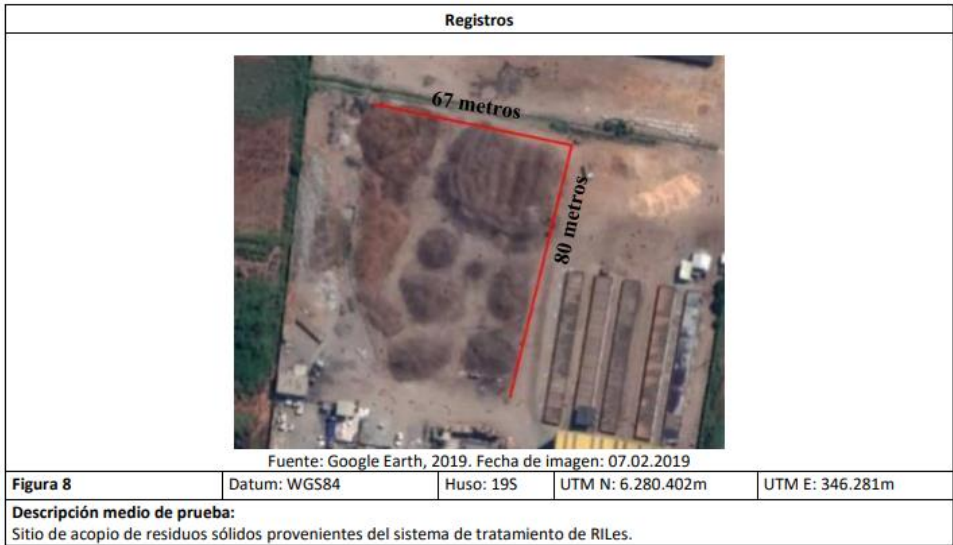 Registros
67 metros
80 metros
Fuente: Google Earth, 2019. Fecha de imagen: 07.02.2019
Figura 8 Datum: WGS84 Huso: 19S UTM N: 6.280.402m UTM E: 346.281m
Descripción medio de prueba:
Sitio de acopio de residuos sólidos provenientes del sistema de tratamiento de RILes.